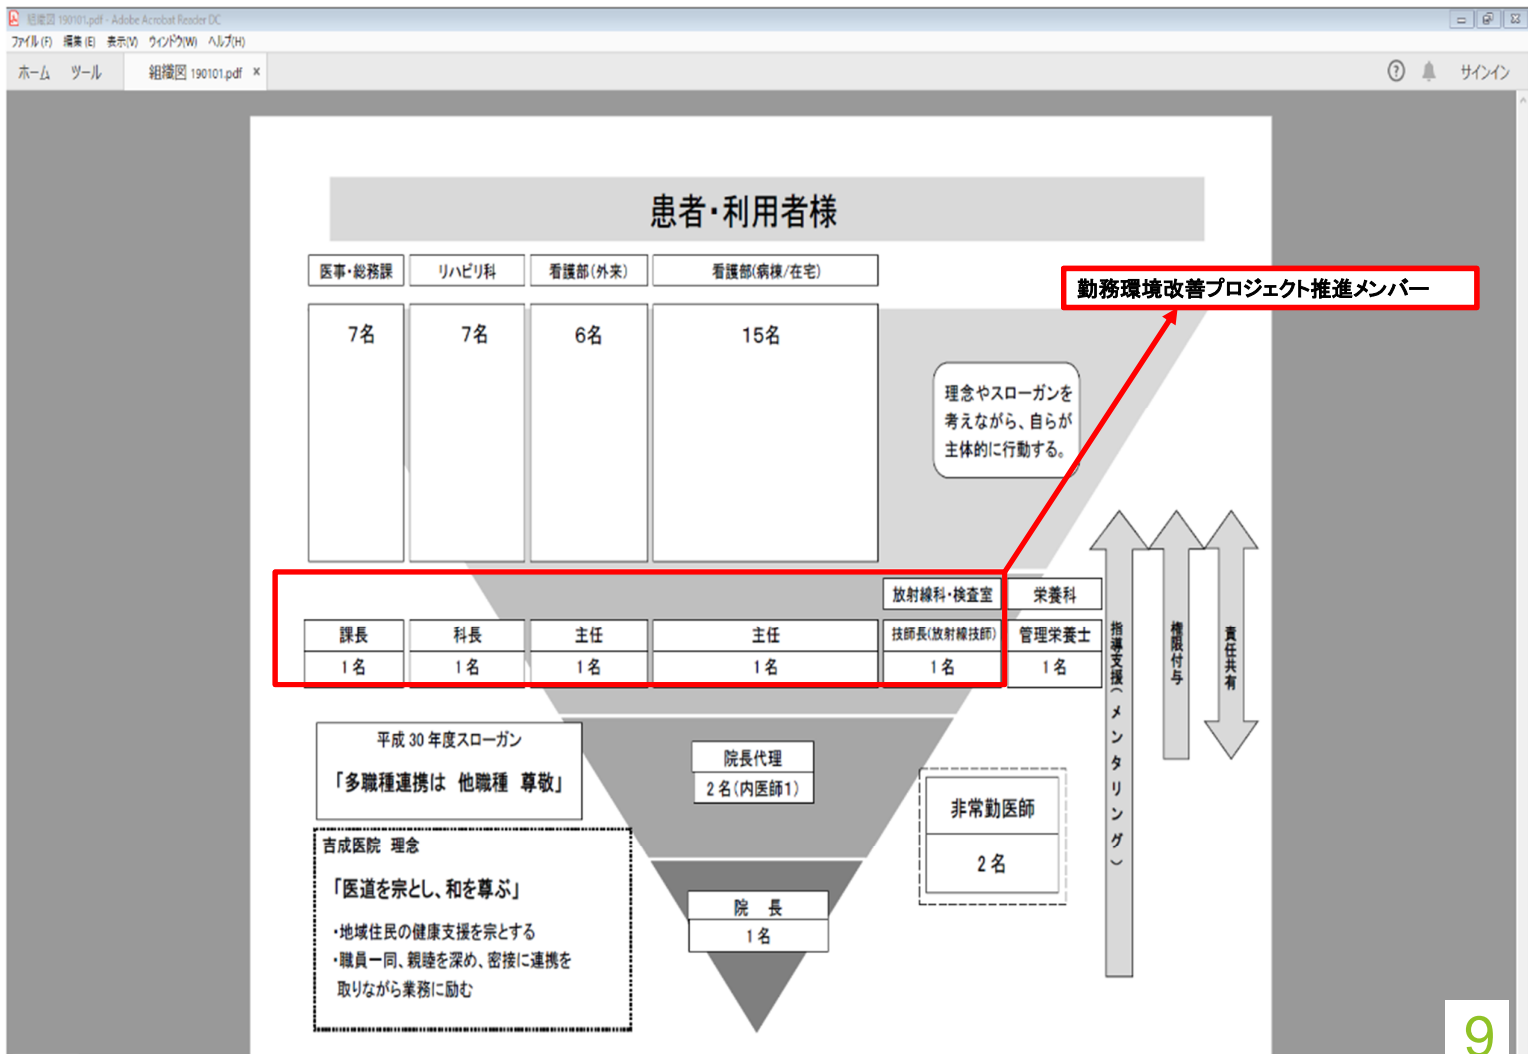 組織図 190101.pdf - Adobe Acrobat Reader DC
ファイル(F) 編集(E) 表示(V) ウィンドウ(W) ヘルプ(H)
ホーム ツール 組織図 190101.pdf × サインイン
患者・利用者様
医事・総務課 リハビリ科 看護部(外来) 看護部(病棟/在宅)
勤務環境改善プロジェクト推進メンバー
7名 7名 6名 15名
理念やスローガンを
考えながら、自らが
主体的に行動する。
放射線科・検査室 栄養科
課長 科長 主任 主任 技師長(放射線技師) 管理栄養士
1名 1名 1名 1名 1名 1名
指導支援(メンタリング)
権限付与
責任共有
平成30年度スローガン
「多職種連携は 他職種 尊敬」
院長代理
2名(内医師1)
非常勤医師
2名
吉成医院 理念
「医道を宗とし、和を尊ぶ」
・地域住民の健康支援を宗とする
・職員一同、親睦を深め、密接に連携を
取りながら業務に励む
院 長
1名
9